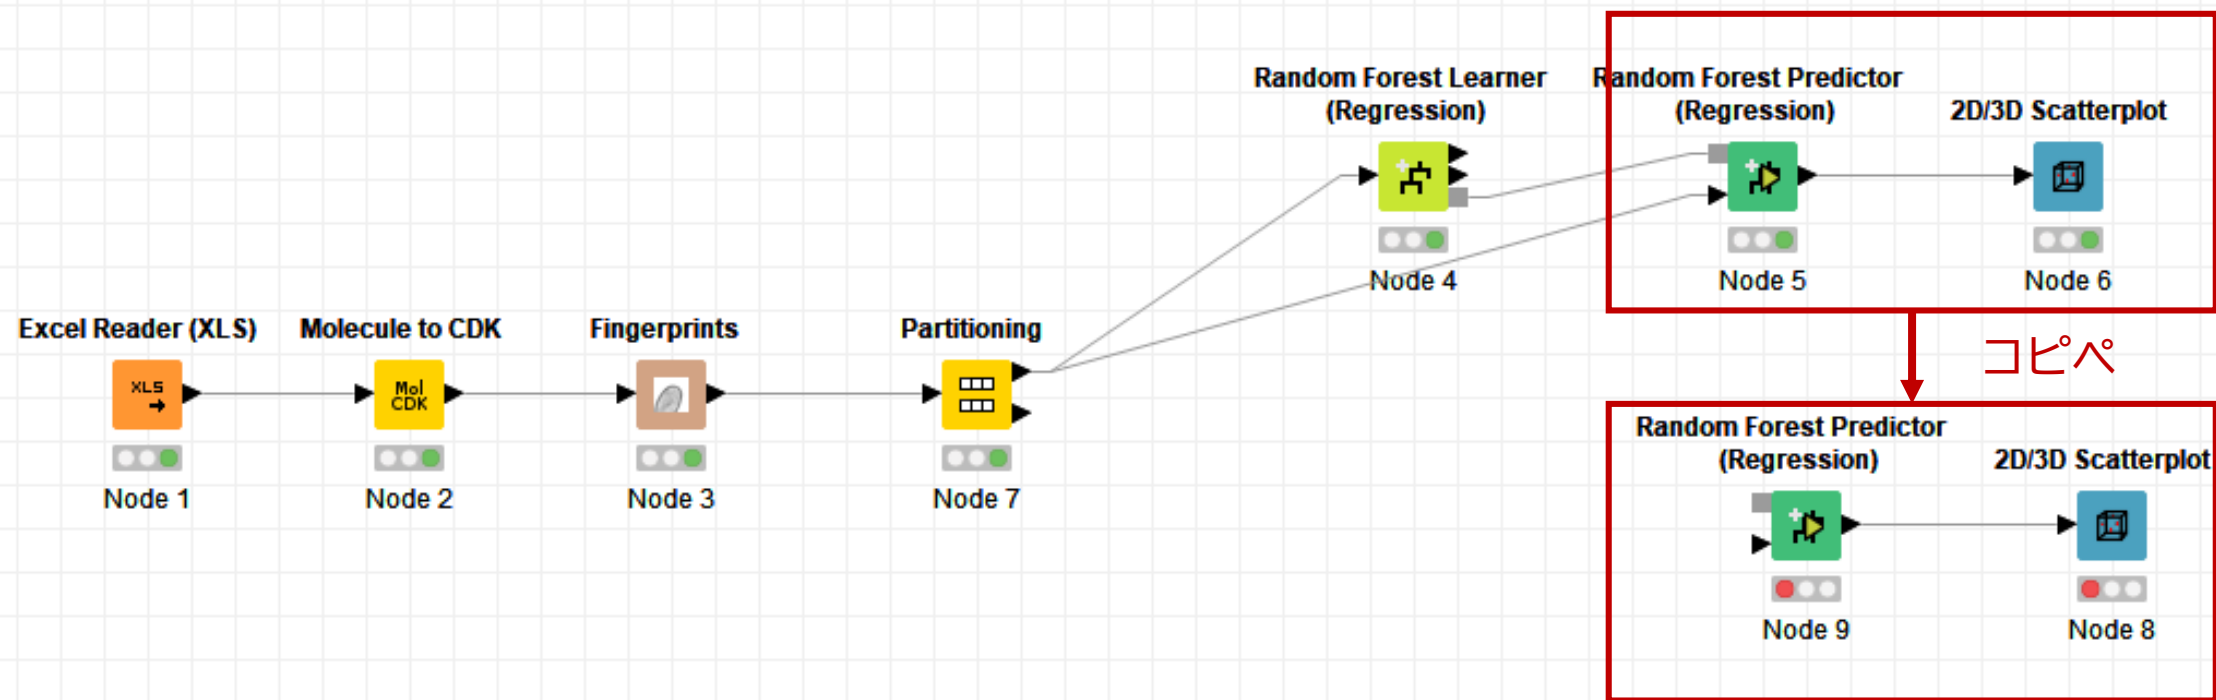 Random Forest Learner
(Regression)
Random Forest Predictor
(Regression)
2D/3D Scatterplot
Node 4
Node 5
Node 6
Excel Reader (XLS)
Molecule to CDK
Fingerprints
Partitioning
XLS
Mol
CDK
Node 1
Node 2
Node 3
Node 7
コピペ
Random Forest Predictor
(Regression)
2D/3D Scatterplot
Node 9
Node 8